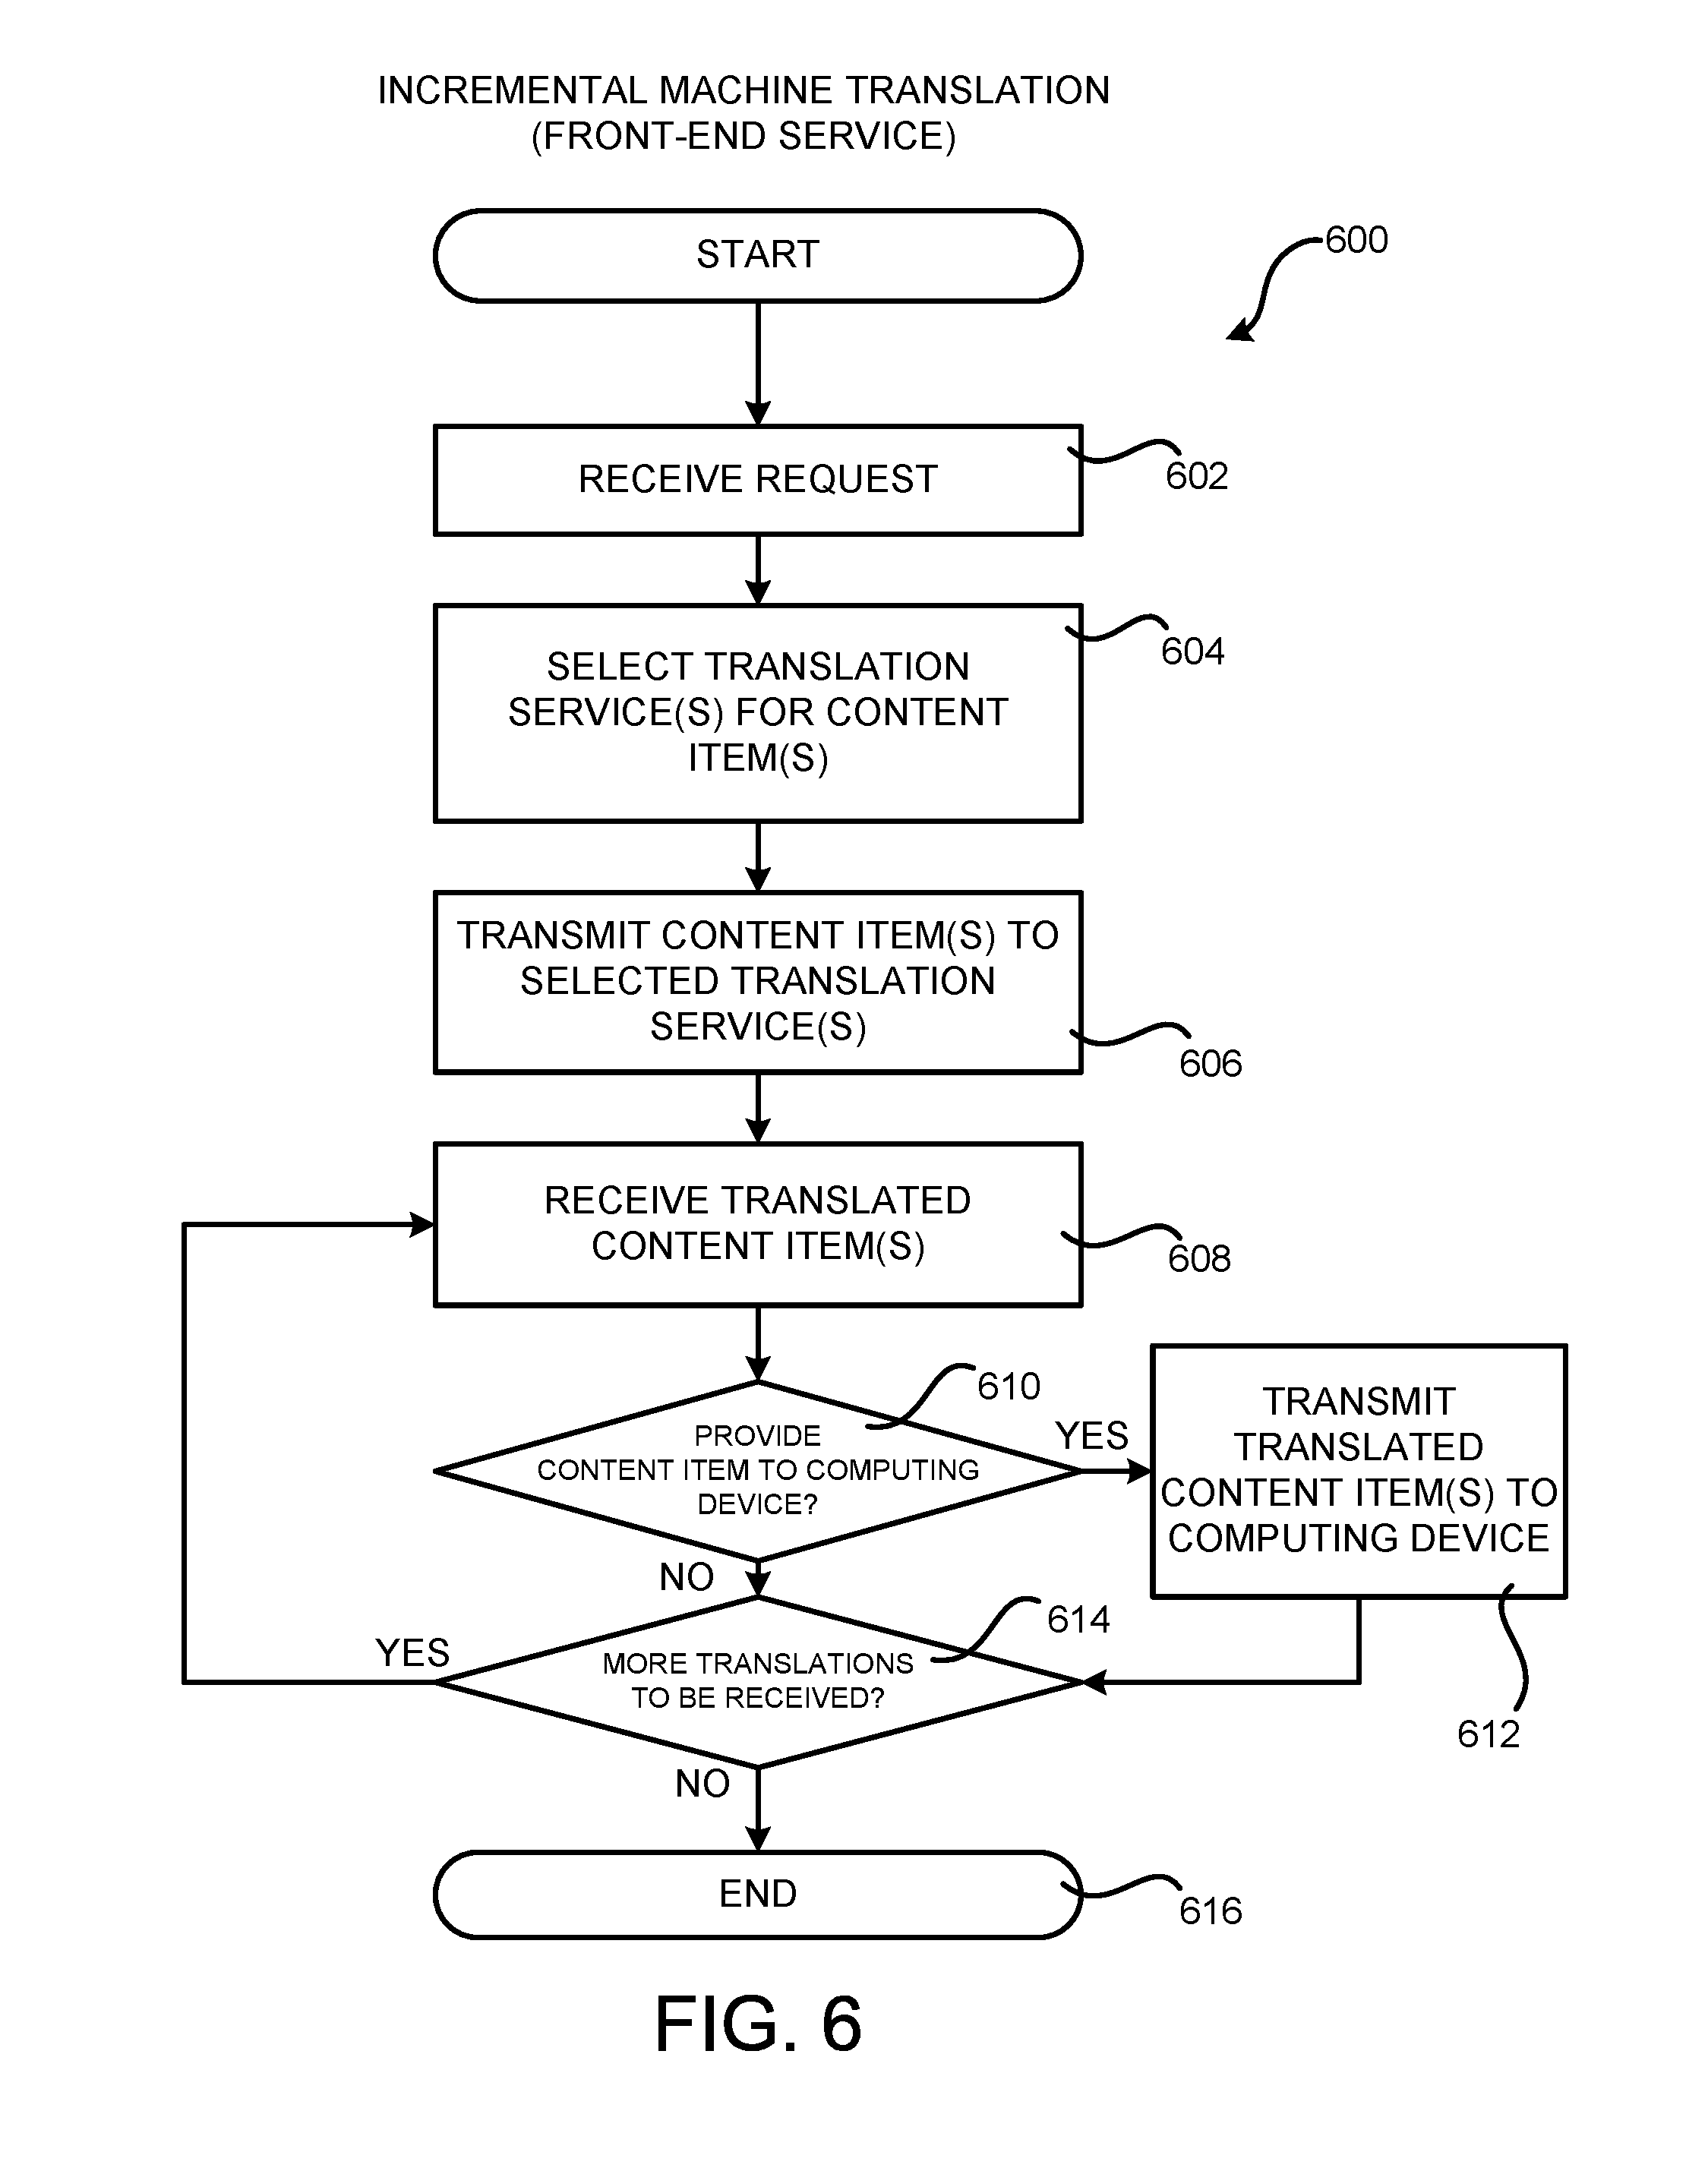 INCREMENTAL MACHINE TRANSLATION
(FRONT-END SERVICE)
START
600
RECEIVE REQUEST
602
SELECT TRANSLATION
SERVICE(S) FOR CONTENT
ITEM(S)
604
TRANSMIT CONTENT ITEM(S) TO
SELECTED TRANSLATION
SERVICE(S)
606
RECEIVE TRANSLATED
CONTENT ITEM(S)
608
PROVIDE
CONTENT ITEM TO COMPUTING
DEVICE?
610
YES
TRANSMIT
TRANSLATED
CONTENT ITEM(S) TO
COMPUTING DEVICE
612
NO
MORE TRANSLATIONS
TO BE RECEIVED?
614
YES
NO
END
616
FIG. 6